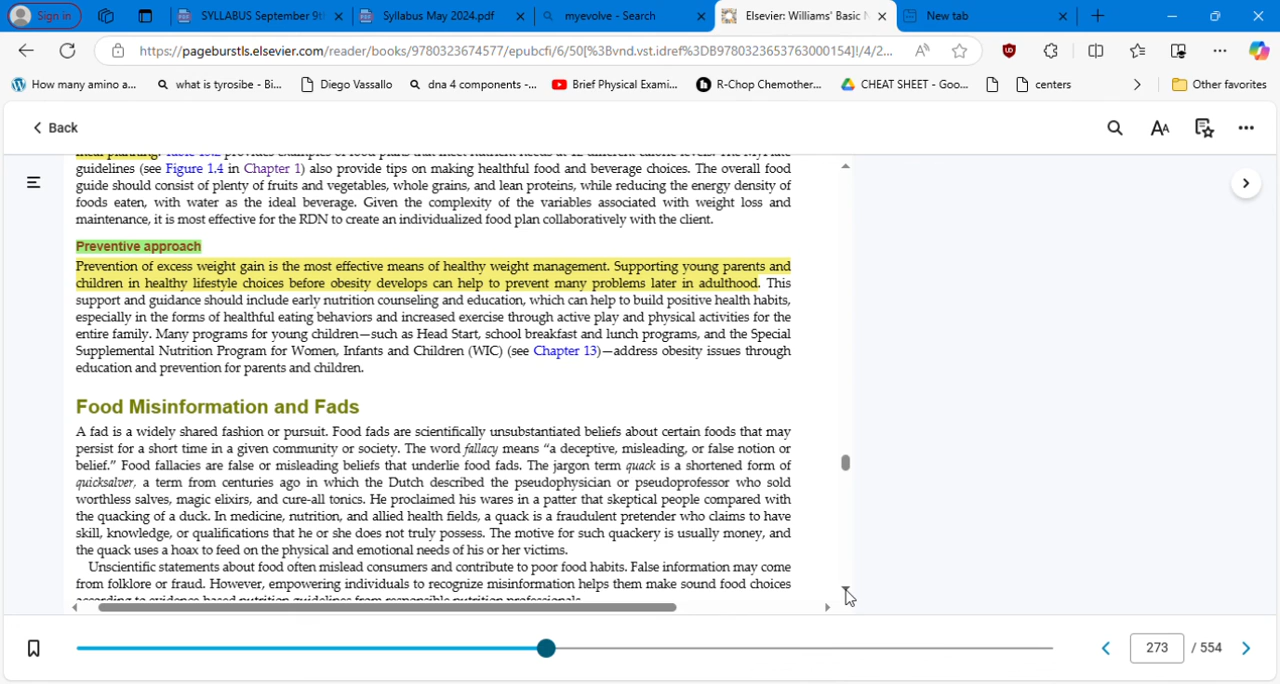 Sign in
SYLLABUS September 9th
Syllabus May 2024.pdf
myevolve - Search
Elsevier: Williams' Basic N
New tab
https://pageburstls.elsevier.com/reader/books/9780323674577/epubcfi/6/50[%3Bvnd.vst.idref%3DB9780323653763000154]!/4/2...
How many amino a...
what is tyrosibe - Bi...
Diego Vassallo
dna 4 components -...
Brief Physical Exami...
R-Chop Chemother...
CHEAT SHEET - Goo...
centers
Other favorites
Back
guidelines (see Figure 1.4 in Chapter 1) also provide tips on making healthful food and beverage choices. The overall food
guide should consist of plenty of fruits and vegetables, whole grains, and lean proteins, while reducing the energy density of
foods eaten, with water as the ideal beverage. Given the complexity of the variables associated with weight loss and
maintenance, it is most effective for the RDN to create an individualized food plan collaboratively with the client.
Preventive approach
Prevention of excess weight gain is the most effective means of healthy weight management. Supporting young parents and
children in healthy lifestyle choices before obesity develops can help to prevent many problems later in adulthood. This
support and guidance should include early nutrition counseling and education, which can help to build positive health habits,
especially in the forms of healthful eating behaviors and increased exercise through active play and physical activities for the
entire family. Many programs for young children—such as Head Start, school breakfast and lunch programs, and the Special
Supplemental Nutrition Program for Women, Infants and Children (WIC) (see Chapter 13)—address obesity issues through
education and prevention for parents and children.
Food Misinformation and Fads
A fad is a widely shared fashion or pursuit. Food fads are scientifically unsubstantiated beliefs about certain foods that may
persist for a short time in a given community or society. The word fallacy means "a deceptive, misleading, or false notion or
belief." Food fallacies are false or misleading beliefs that underlie food fads. The jargon term quack is a shortened form of
quicksalver, a term from centuries ago in which the Dutch described the pseudophysician or pseudoprofessor who sold
worthless salves, magic elixirs, and cure-all tonics. He proclaimed his wares in a patter that skeptical people compared with
the quacking of a duck. In medicine, nutrition, and allied health fields, a quack is a fraudulent pretender who claims to have
skill, knowledge, or qualifications that he or she does not truly possess. The motive for such quackery is usually money, and
the quack uses a hoax to feed on the physical and emotional needs of his or her victims.
Unscientific statements about food often mislead consumers and contribute to poor food habits. False information may come
from folklore or fraud. However, empowering individuals to recognize misinformation helps them make sound food choices
273 / 554